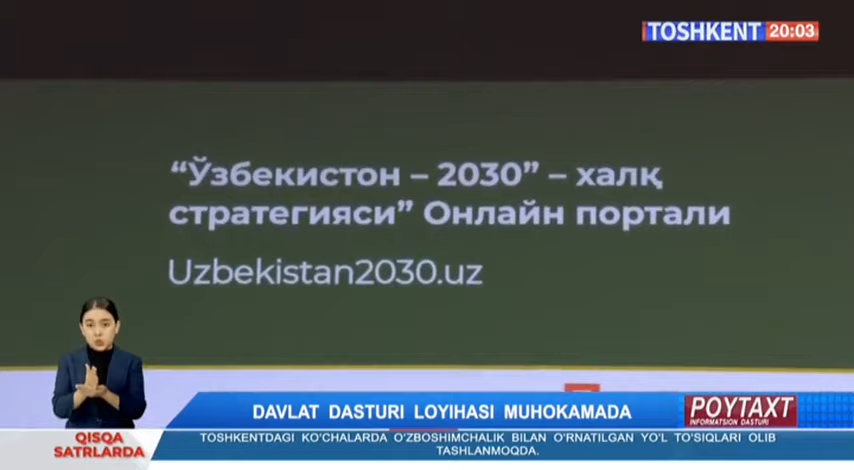 TOSHKENT 20:03
“Ўзбекистон – 2030” – халқ
стратегияси” Онлайн портали
Uzbekistan2030.uz
DAVLAT DASTURI LOYIHASI MUHOKAMADA
POYTAXT
INFORMATSION DASTURI
QISQA
SATRLARDA
TOSHKENTDAGI KO'CHALARDA O'ZBOSHIMCHALIK BILAN O'RNATILGAN YO'L TO'SIQLARI OLIB
TASHLANMOQDA.